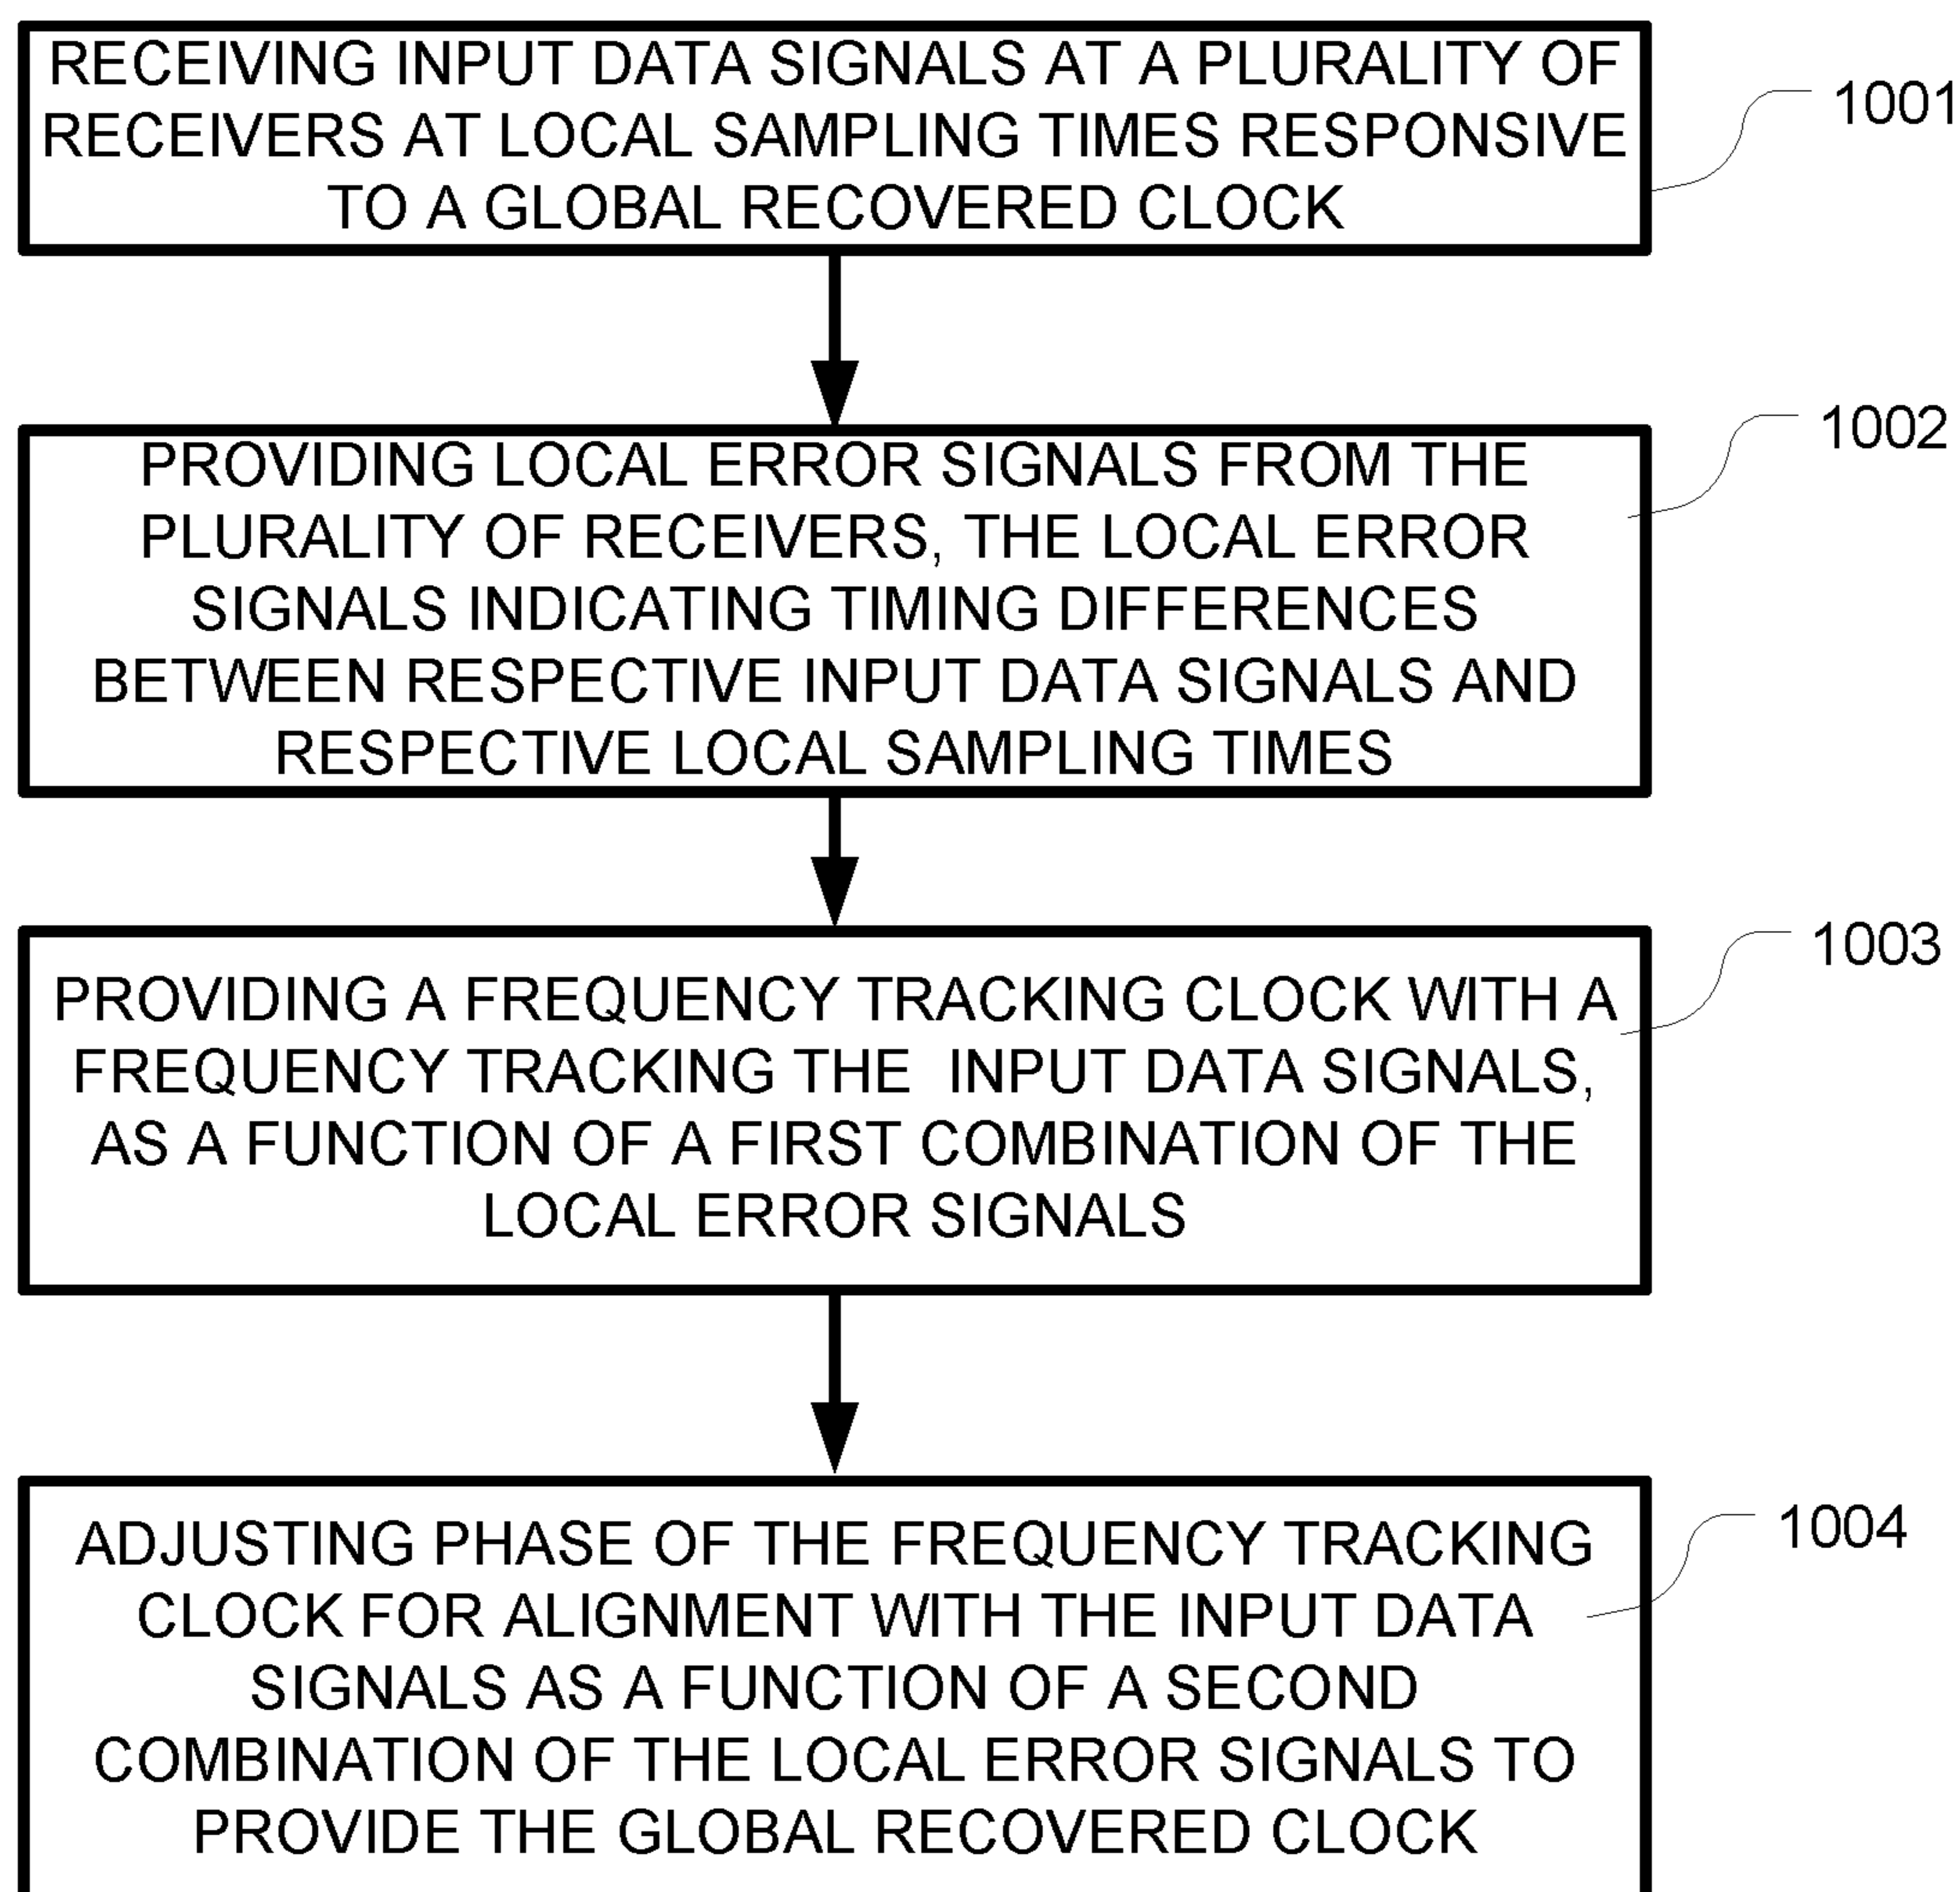 RECEIVING INPUT DATA SIGNALS AT A PLURALITY OF
RECEIVERS AT LOCAL SAMPLING TIMES RESPONSIVE
TO A GLOBAL RECOVERED CLOCK
1001
PROVIDING LOCAL ERROR SIGNALS FROM THE
PLURALITY OF RECEIVERS, THE LOCAL ERROR
SIGNALS INDICATING TIMING DIFFERENCES
BETWEEN RESPECTIVE INPUT DATA SIGNALS AND
RESPECTIVE LOCAL SAMPLING TIMES
1002
PROVIDING A FREQUENCY TRACKING CLOCK WITH A
FREQUENCY TRACKING THE INPUT DATA SIGNALS,
AS A FUNCTION OF A FIRST COMBINATION OF THE
LOCAL ERROR SIGNALS
1003
ADJUSTING PHASE OF THE FREQUENCY TRACKING
CLOCK FOR ALIGNMENT WITH THE INPUT DATA
SIGNALS AS A FUNCTION OF A SECOND
COMBINATION OF THE LOCAL ERROR SIGNALS TO
PROVIDE THE GLOBAL RECOVERED CLOCK
1004